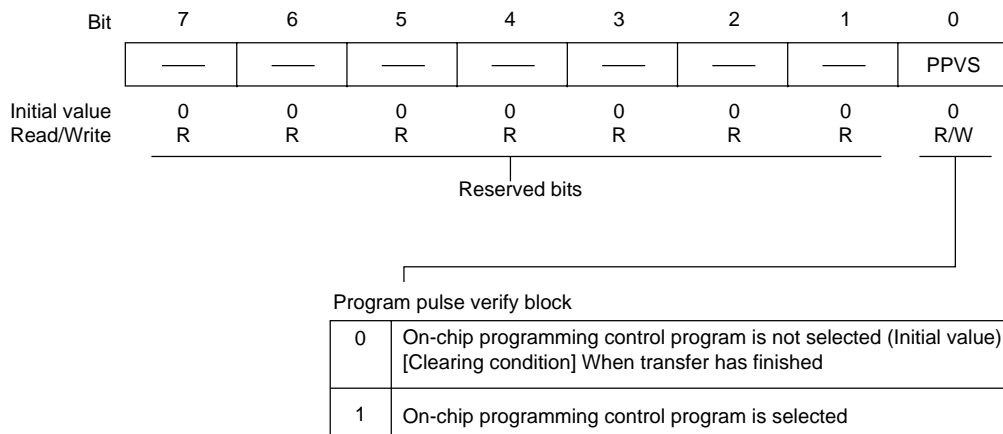 Bit 7 6 5 4 3 2 1 0
— — — — — — — PPVS
Initial value 0 0 0 0 0 0 0 0
Read/Write R R R R R R R R/W
Reserved bits
Program pulse verify block
0 On-chip programming control program is not selected (Initial value)
[Clearing condition] When transfer has finished
1 On-chip programming control program is selected